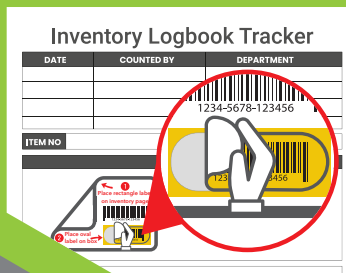 Inventory Logbook Tracker
DATE COUNTED BY DEPARTMENT
1234-5678-123456
ITEM NO
123 3456
1
Place rectangle label
on inventory page
2 Place oval
label on box